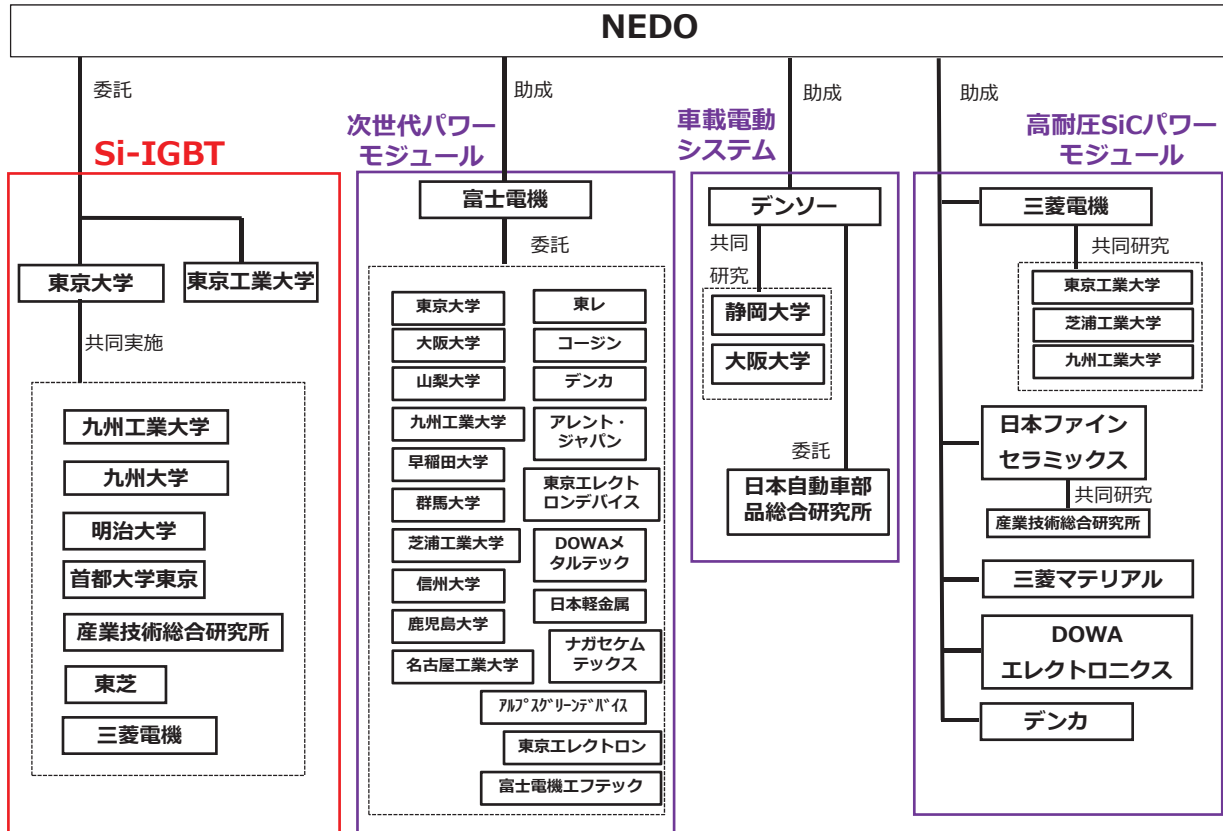 NEDO
委託
Si-IGBT
東京大学
東京工業大学
共同実施
九州工業大学
九州大学
明治大学
首都大学東京
産業技術総合研究所
東芝
三菱電機
助成
次世代パワー
モジュール
富士電機
委託
東京大学
大阪大学
山梨大学
九州工業大学
早稲田大学
群馬大学
芝浦工業大学
信州大学
鹿児島大学
名古屋工業大学
東レ
コージン
デンカ
アレント・
ジャパン
東京エレクト
ロンデバイス
DOWAメ
タルテック
日本軽金属
ナガセケム
テックス
ｱﾙﾌﾟｽｸﾞﾘｰﾝﾃﾞﾊﾞｲｽ
東京エレクトロン
富士電機エフテック
助成
車載電動
システム
デンソー
共同
研究
静岡大学
大阪大学
委託
日本自動車部
品総合研究所
助成
高耐圧SiCパワー
モジュール
三菱電機
共同研究
東京工業大学
芝浦工業大学
九州工業大学
日本ファイン
セラミックス
共同研究
産業技術総合研究所
三菱マテリアル
DOWA
エレクトロニクス
デンカ